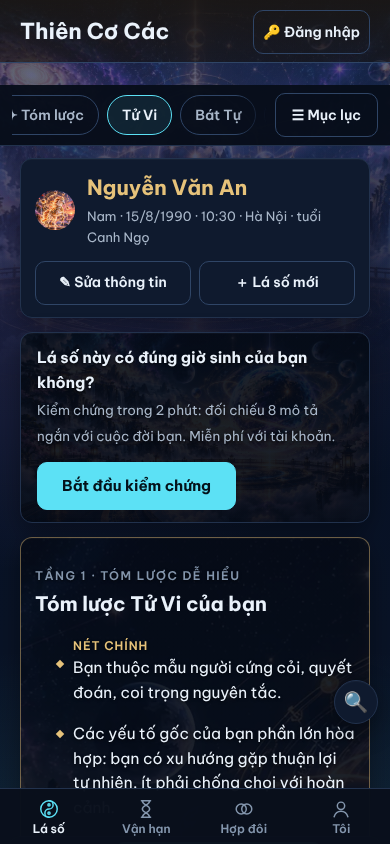 Thiên Cơ Các
🔑 Đăng nhập
Tóm lược
Tử Vi
Bát Tự
☰ Mục lục
Nguyễn Văn An
Nam · 15/8/1990 · 10:30 · Hà Nội · tuổi
Canh Ngọ
✎ Sửa thông tin
+ Lá số mới
Lá số này có đúng giờ sinh của bạn
không?
Kiểm chứng trong 2 phút: đối chiếu 8 mô tả
ngắn với cuộc đời bạn. Miễn phí với tài khoản.
Bắt đầu kiểm chứng
TẦNG 1 · TÓM LƯỢC DỄ HIỂU
Tóm lược Tử Vi của bạn
NÉT CHÍNH
◆ Bạn thuộc mẫu người cứng cỏi, quyết
đoán, coi trọng nguyên tắc.
◆ Các yếu tố gốc của bạn phần lớn hòa
hợp: bạn có xu hướng gặp thuận lợi
tự nhiên, ít phải chống chọi với hoàn
cảnh
Lá số
Vận hạn
Hợp đôi
Tôi